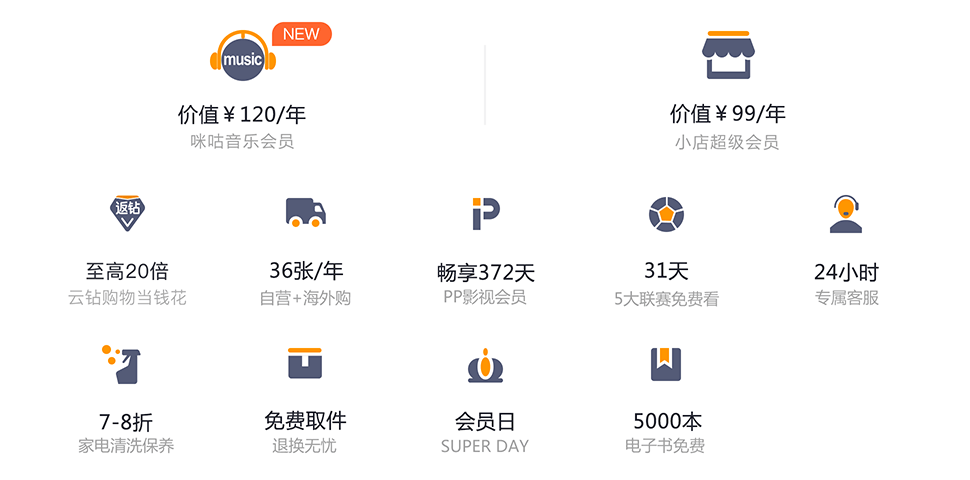 NEW
music
价值¥120/年
咪咕音乐会员
价值¥99/年
小店超级会员
返钻
至高20倍
云钻购物当钱花
36张/年
自营+海外购
畅享372天
PP影视会员
31天
5大联赛免费看
24小时
专属客服
7-8折
家电清洗保养
免费取件
退换无忧
会员日
SUPER DAY
5000本
电子书免费